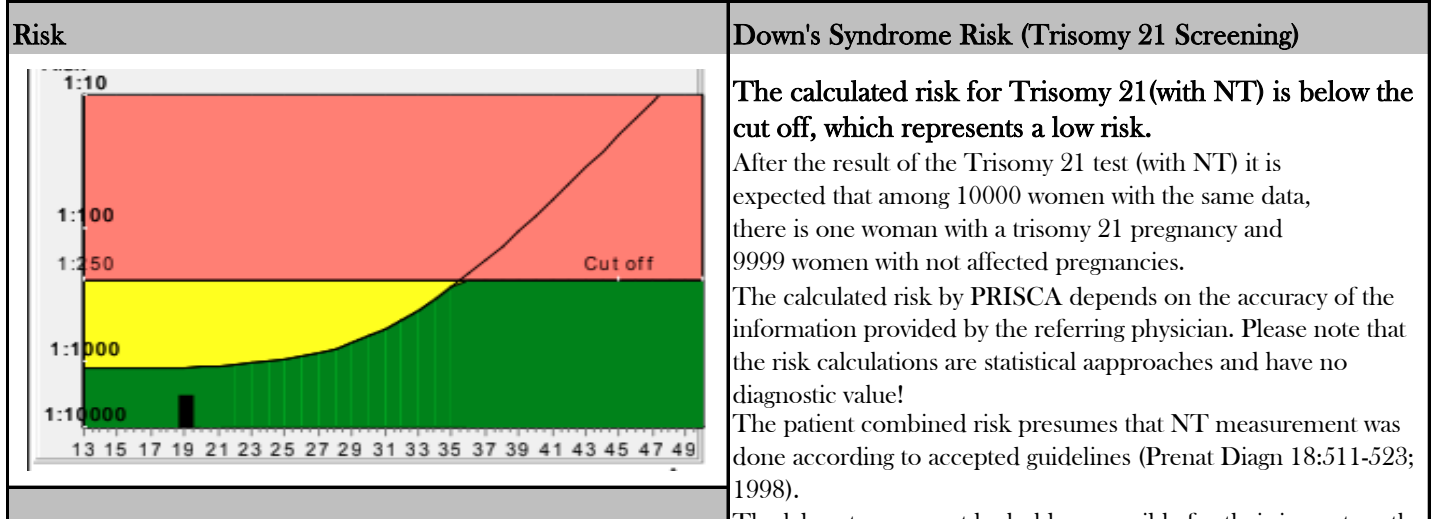 Risk
1:10
1:100
1:250
Cut off
1:1000
1:10000
13 15 17 19 21 23 25 27 29 31 33 35 37 39 41 43 45 47 49
Down's Syndrome Risk (Trisomy 21 Screening)
The calculated risk for Trisomy 21(with NT) is below the
cut off, which represents a low risk.
After the result of the Trisomy 21 test (with NT) it is
expected that among 10000 women with the same data,
there is one woman with a trisomy 21 pregnancy and
9999 women with not affected pregnancies.
The calculated risk by PRISCA depends on the accuracy of the
information provided by the referring physician. Please note that
the risk calculations are statistical aapproaches and have no
diagnostic value!
The patient combined risk presumes that NT measurement was
done according to accepted guidelines (Prenat Diagn 18:511-523;
1998).